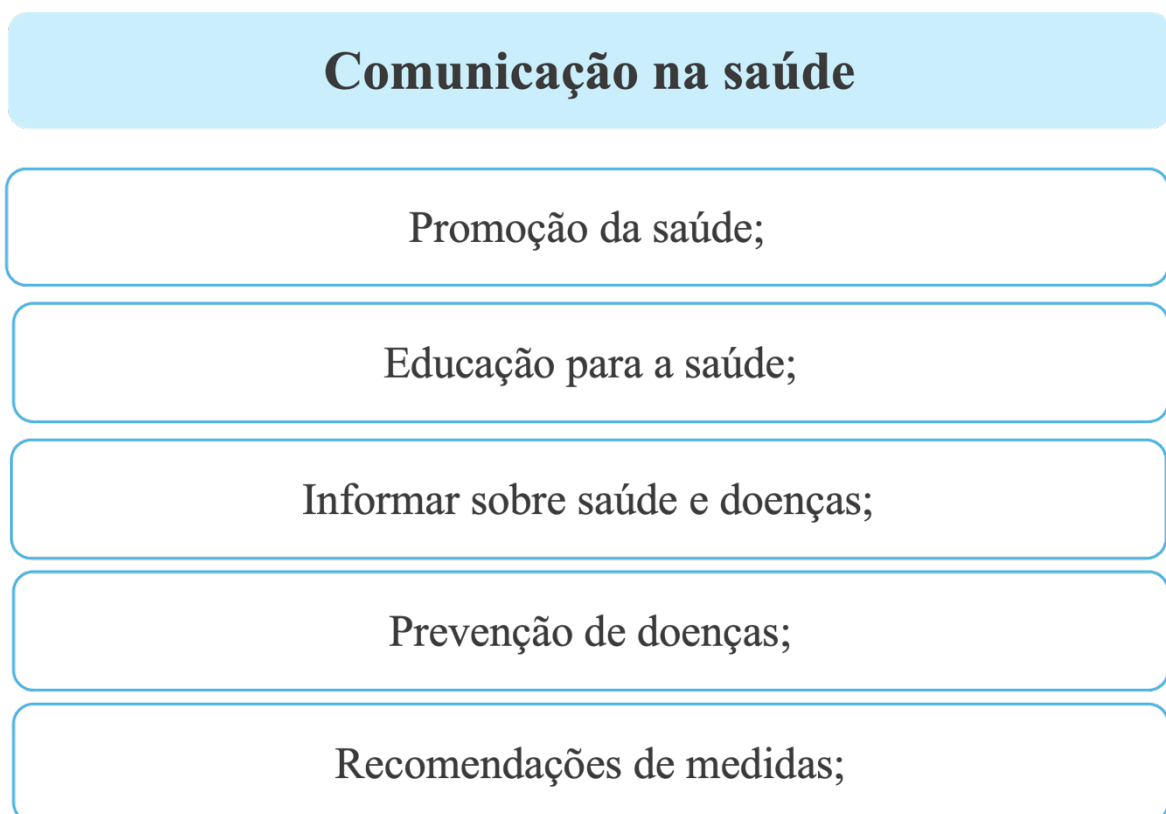 Comunicação na saúde
Promoção da saúde;
Educação para a saúde;
Informar sobre saúde e doenças;
Prevenção de doenças;
Recomendações de medidas;